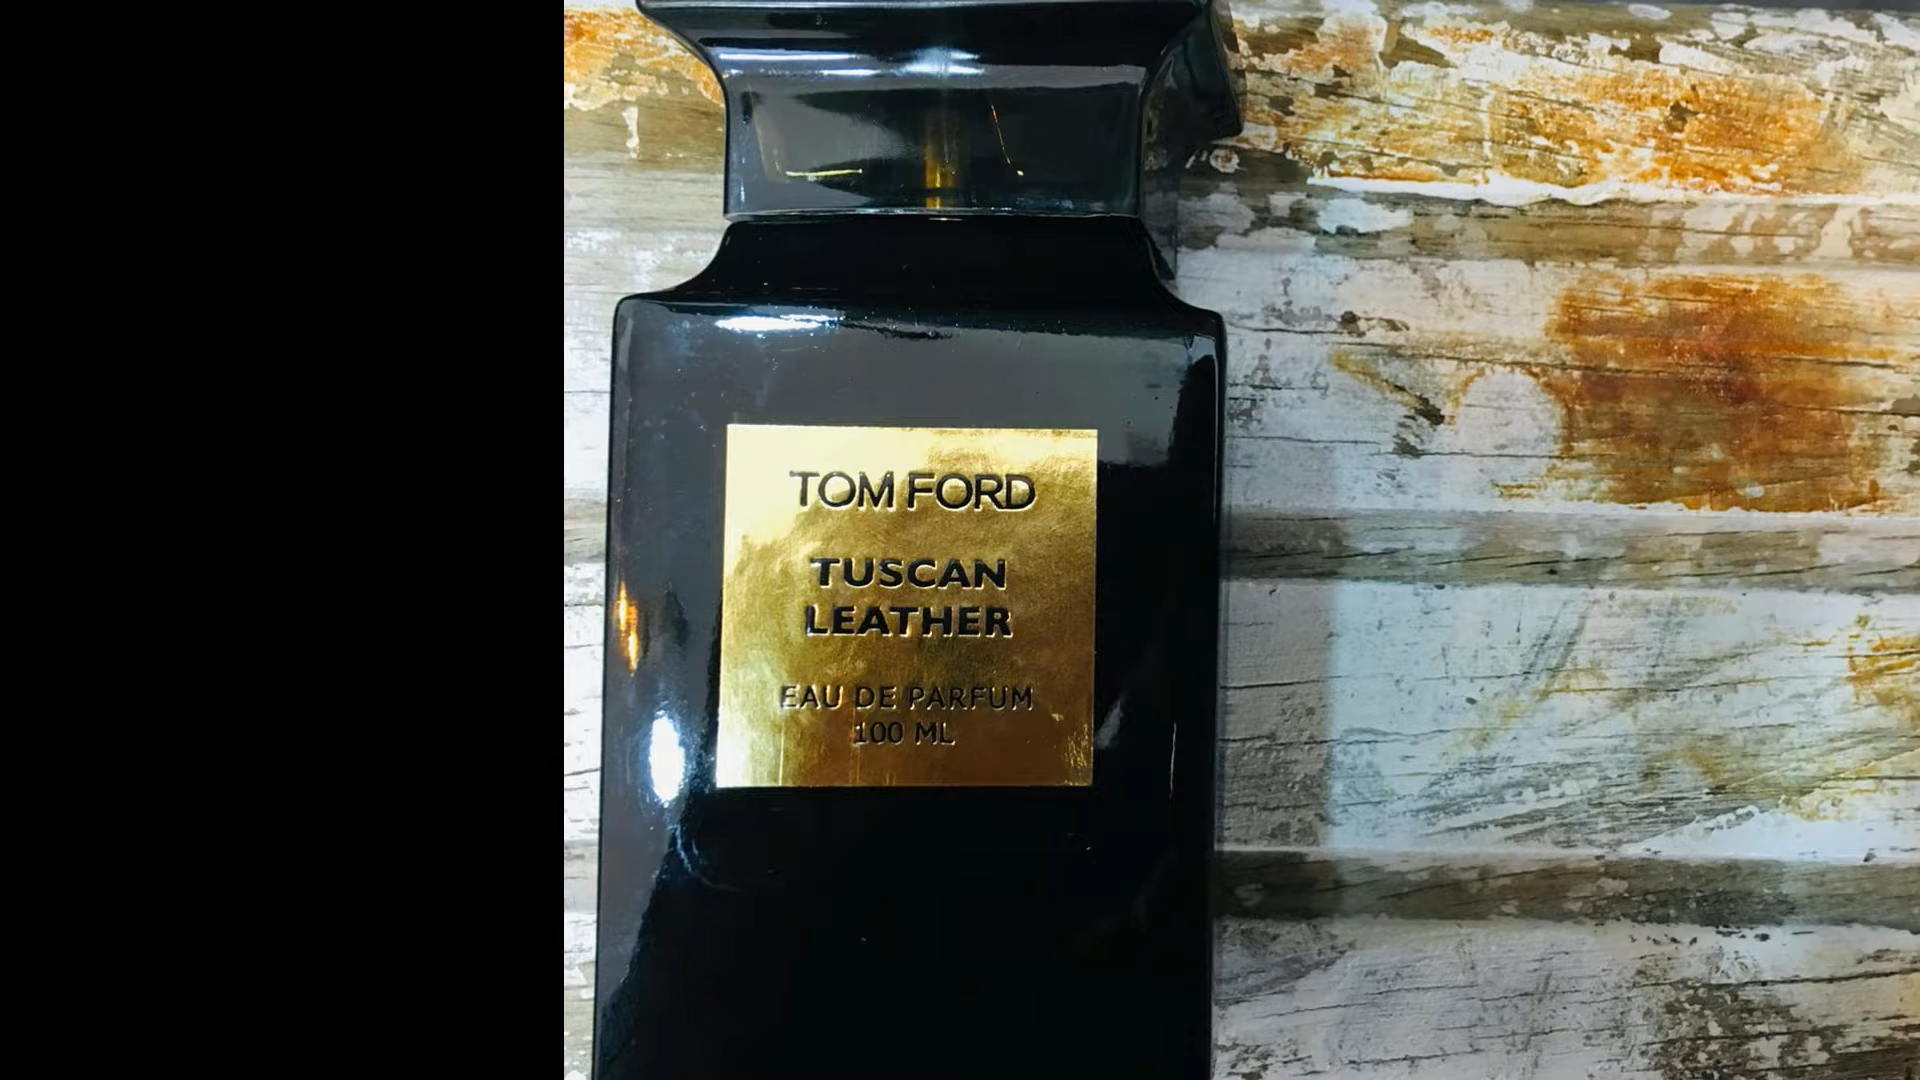 TOM FORD
TUSCAN
LEATHER
EAU DE PARFUM
100 ML